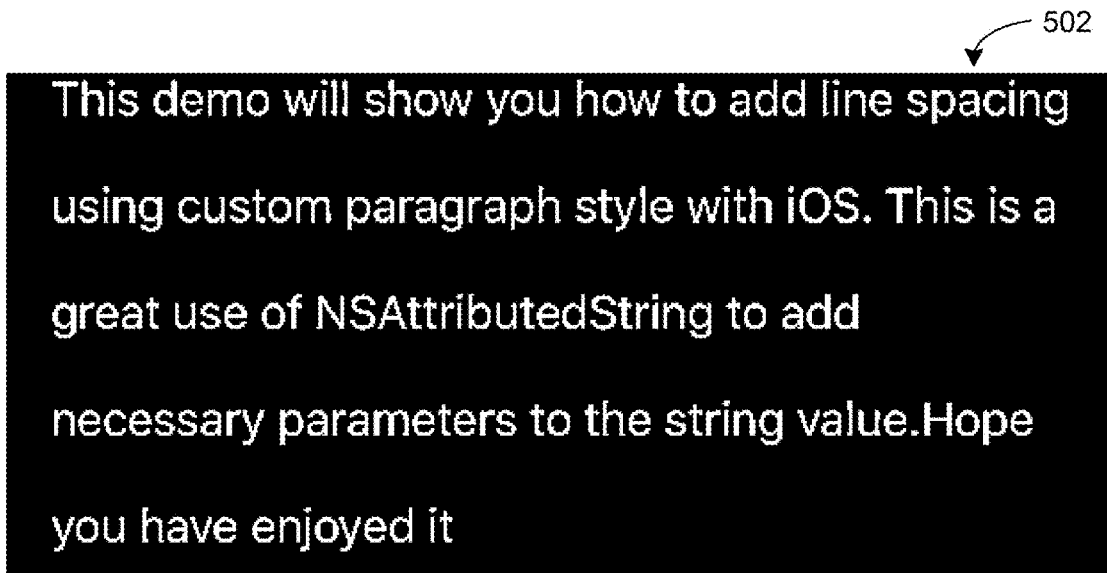 502
This demo will show you how to add line spacing
using custom paragraph style with iOS. This is a
great use of NSAttributedString to add
necessary parameters to the string value.Hope
you have enjoyed it